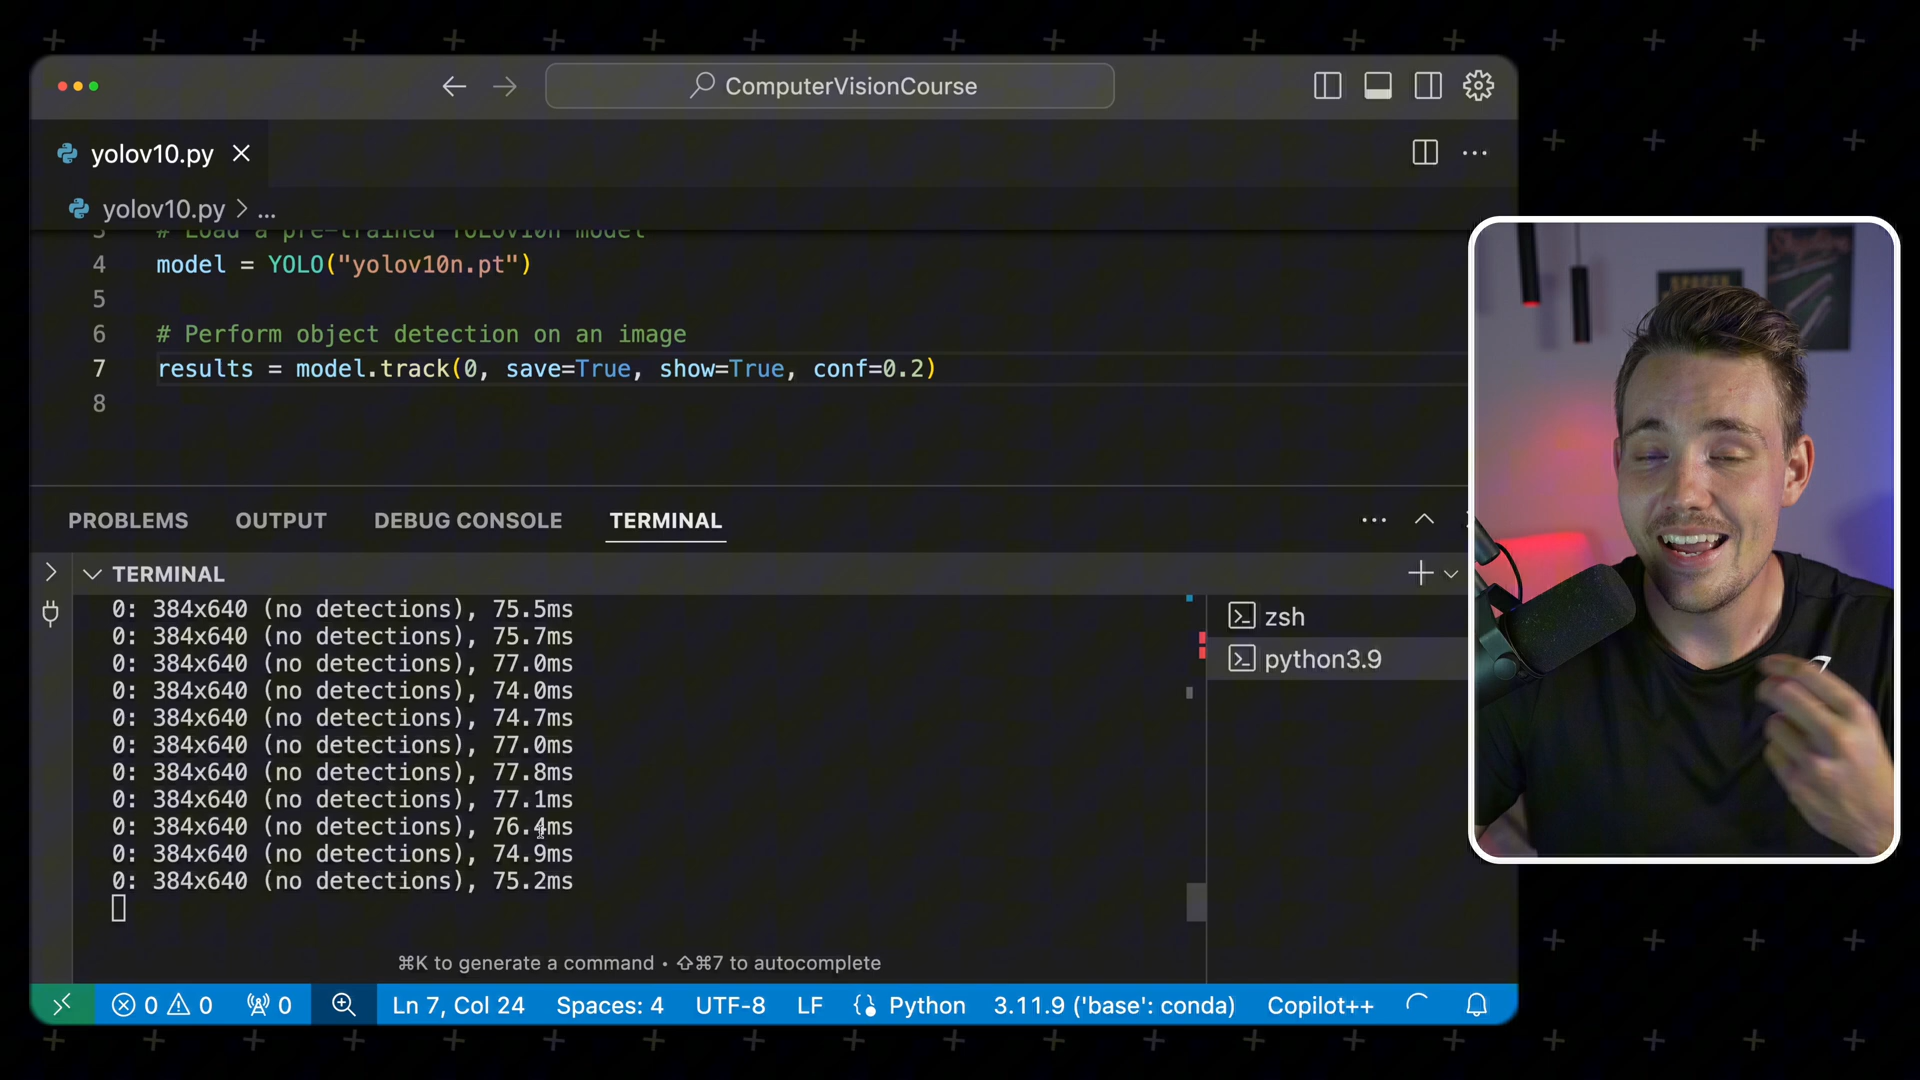 ComputerVisionCourse
yolov10.py
yolov10.py > ...
3 # Load a pre-trained YOLOv10n model
4 model = YOLO("yolov10n.pt")
5
6 # Perform object detection on an image
7 results = model.track(0, save=True, show=True, conf=0.2)
8
PROBLEMS OUTPUT DEBUG CONSOLE TERMINAL
TERMINAL
0: 384x640 (no detections), 75.5ms
0: 384x640 (no detections), 75.7ms
0: 384x640 (no detections), 77.0ms
0: 384x640 (no detections), 74.0ms
0: 384x640 (no detections), 74.7ms
0: 384x640 (no detections), 77.0ms
0: 384x640 (no detections), 77.8ms
0: 384x640 (no detections), 77.1ms
0: 384x640 (no detections), 76.4ms
0: 384x640 (no detections), 74.9ms
0: 384x640 (no detections), 75.2ms
zsh
python3.9
⌘K to generate a command • ⇧⌘7 to autocomplete
0 0 0 Ln 7, Col 24 Spaces: 4 UTF-8 LF Python 3.11.9 ('base': conda) Copilot++